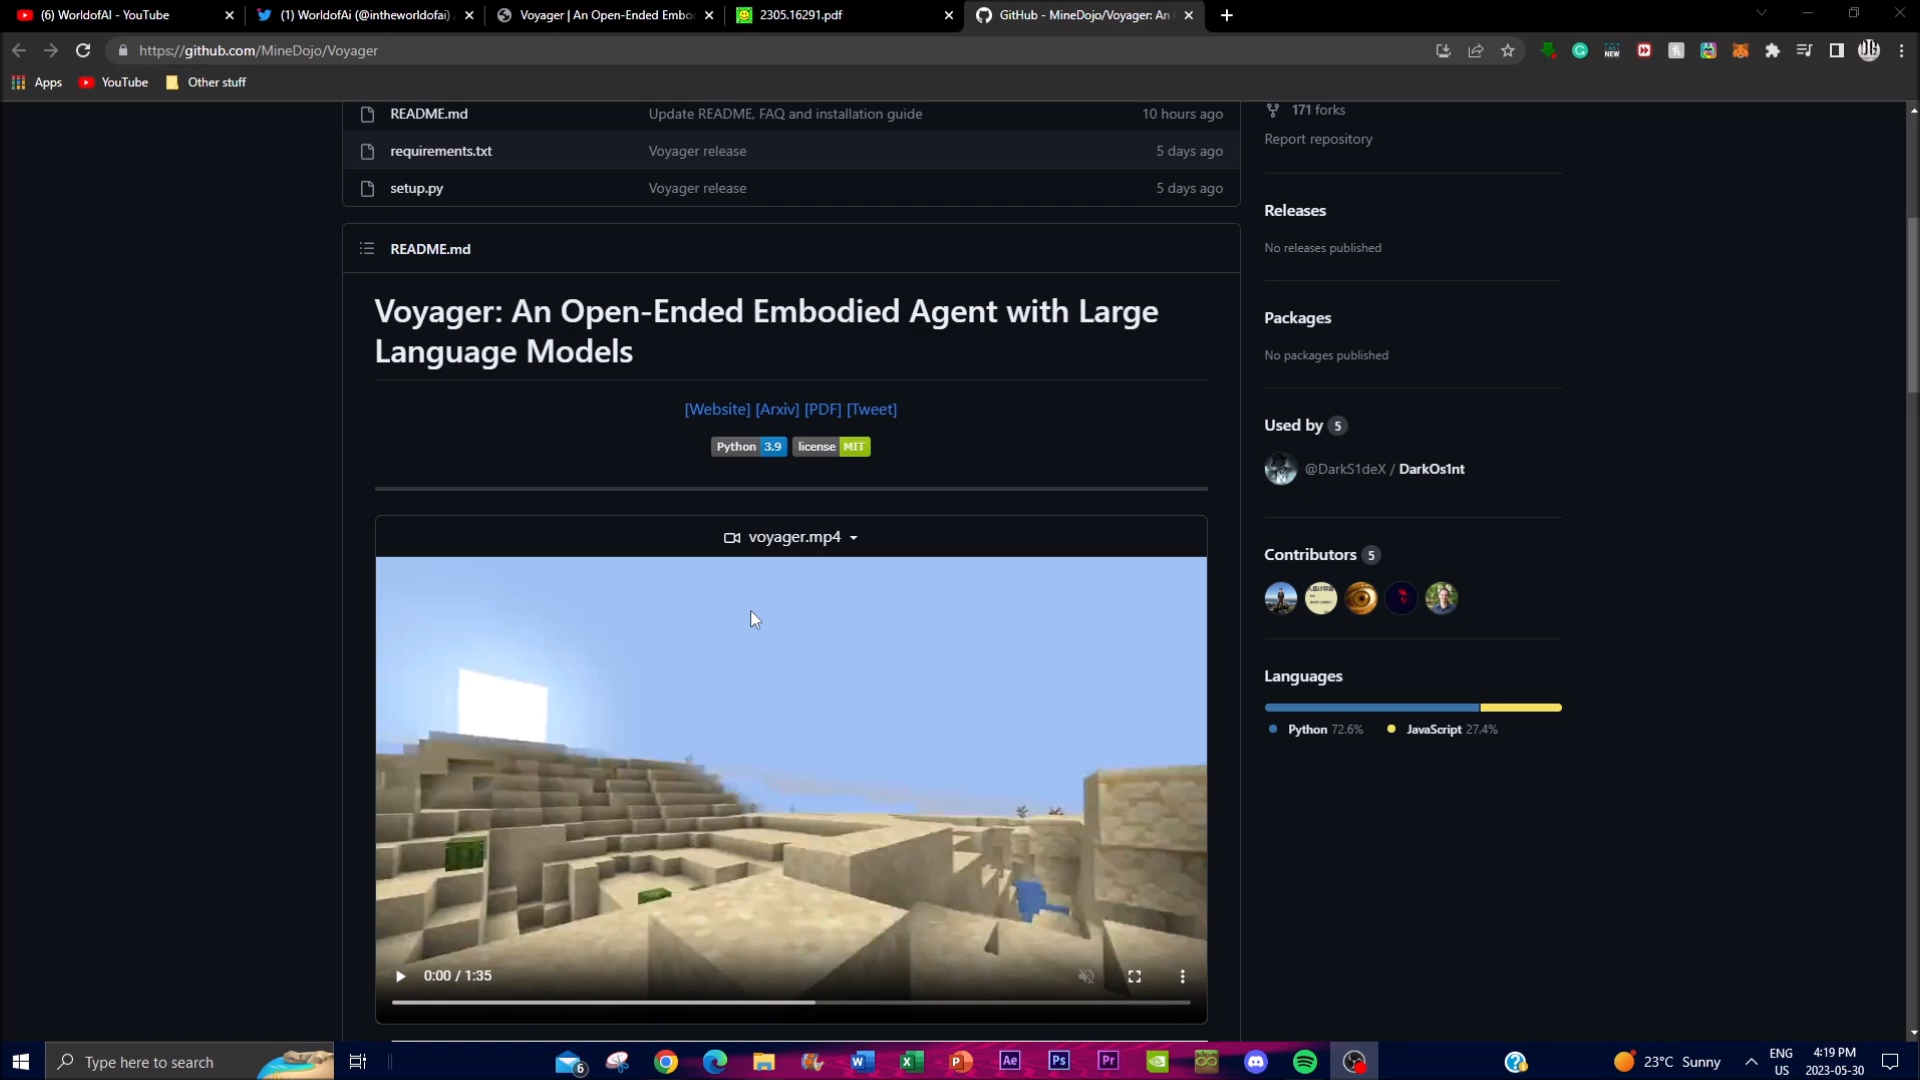 (6) WorldofAI - YouTube
(1) WorldofAi (@intheworldofai)
Voyager | An Open-Ended Embo
2305.16291.pdf
GitHub - MineDojo/Voyager: An
https://github.com/MineDojo/Voyager
NEW
Apps
YouTube
Other stuff
README.md
Update README, FAQ and installation guide
10 hours ago
requirements.txt
Voyager release
5 days ago
setup.py
Voyager release
5 days ago
171 forks
Report repository
README.md
Voyager: An Open-Ended Embodied Agent with Large
Language Models
[Website] [Arxiv] [PDF] [Tweet]
Python 3.9 license MIT
voyager.mp4
0:00 / 1:35
Releases
No releases published
Packages
No packages published
Used by 5
@DarkS1deX / DarkOs1nt
Contributors 5
Languages
Python 72.6%
JavaScript 27.4%
Type here to search
6
Ae
Ps
Pr
23°C Sunny
ENG
US
4:19 PM
2023-05-30